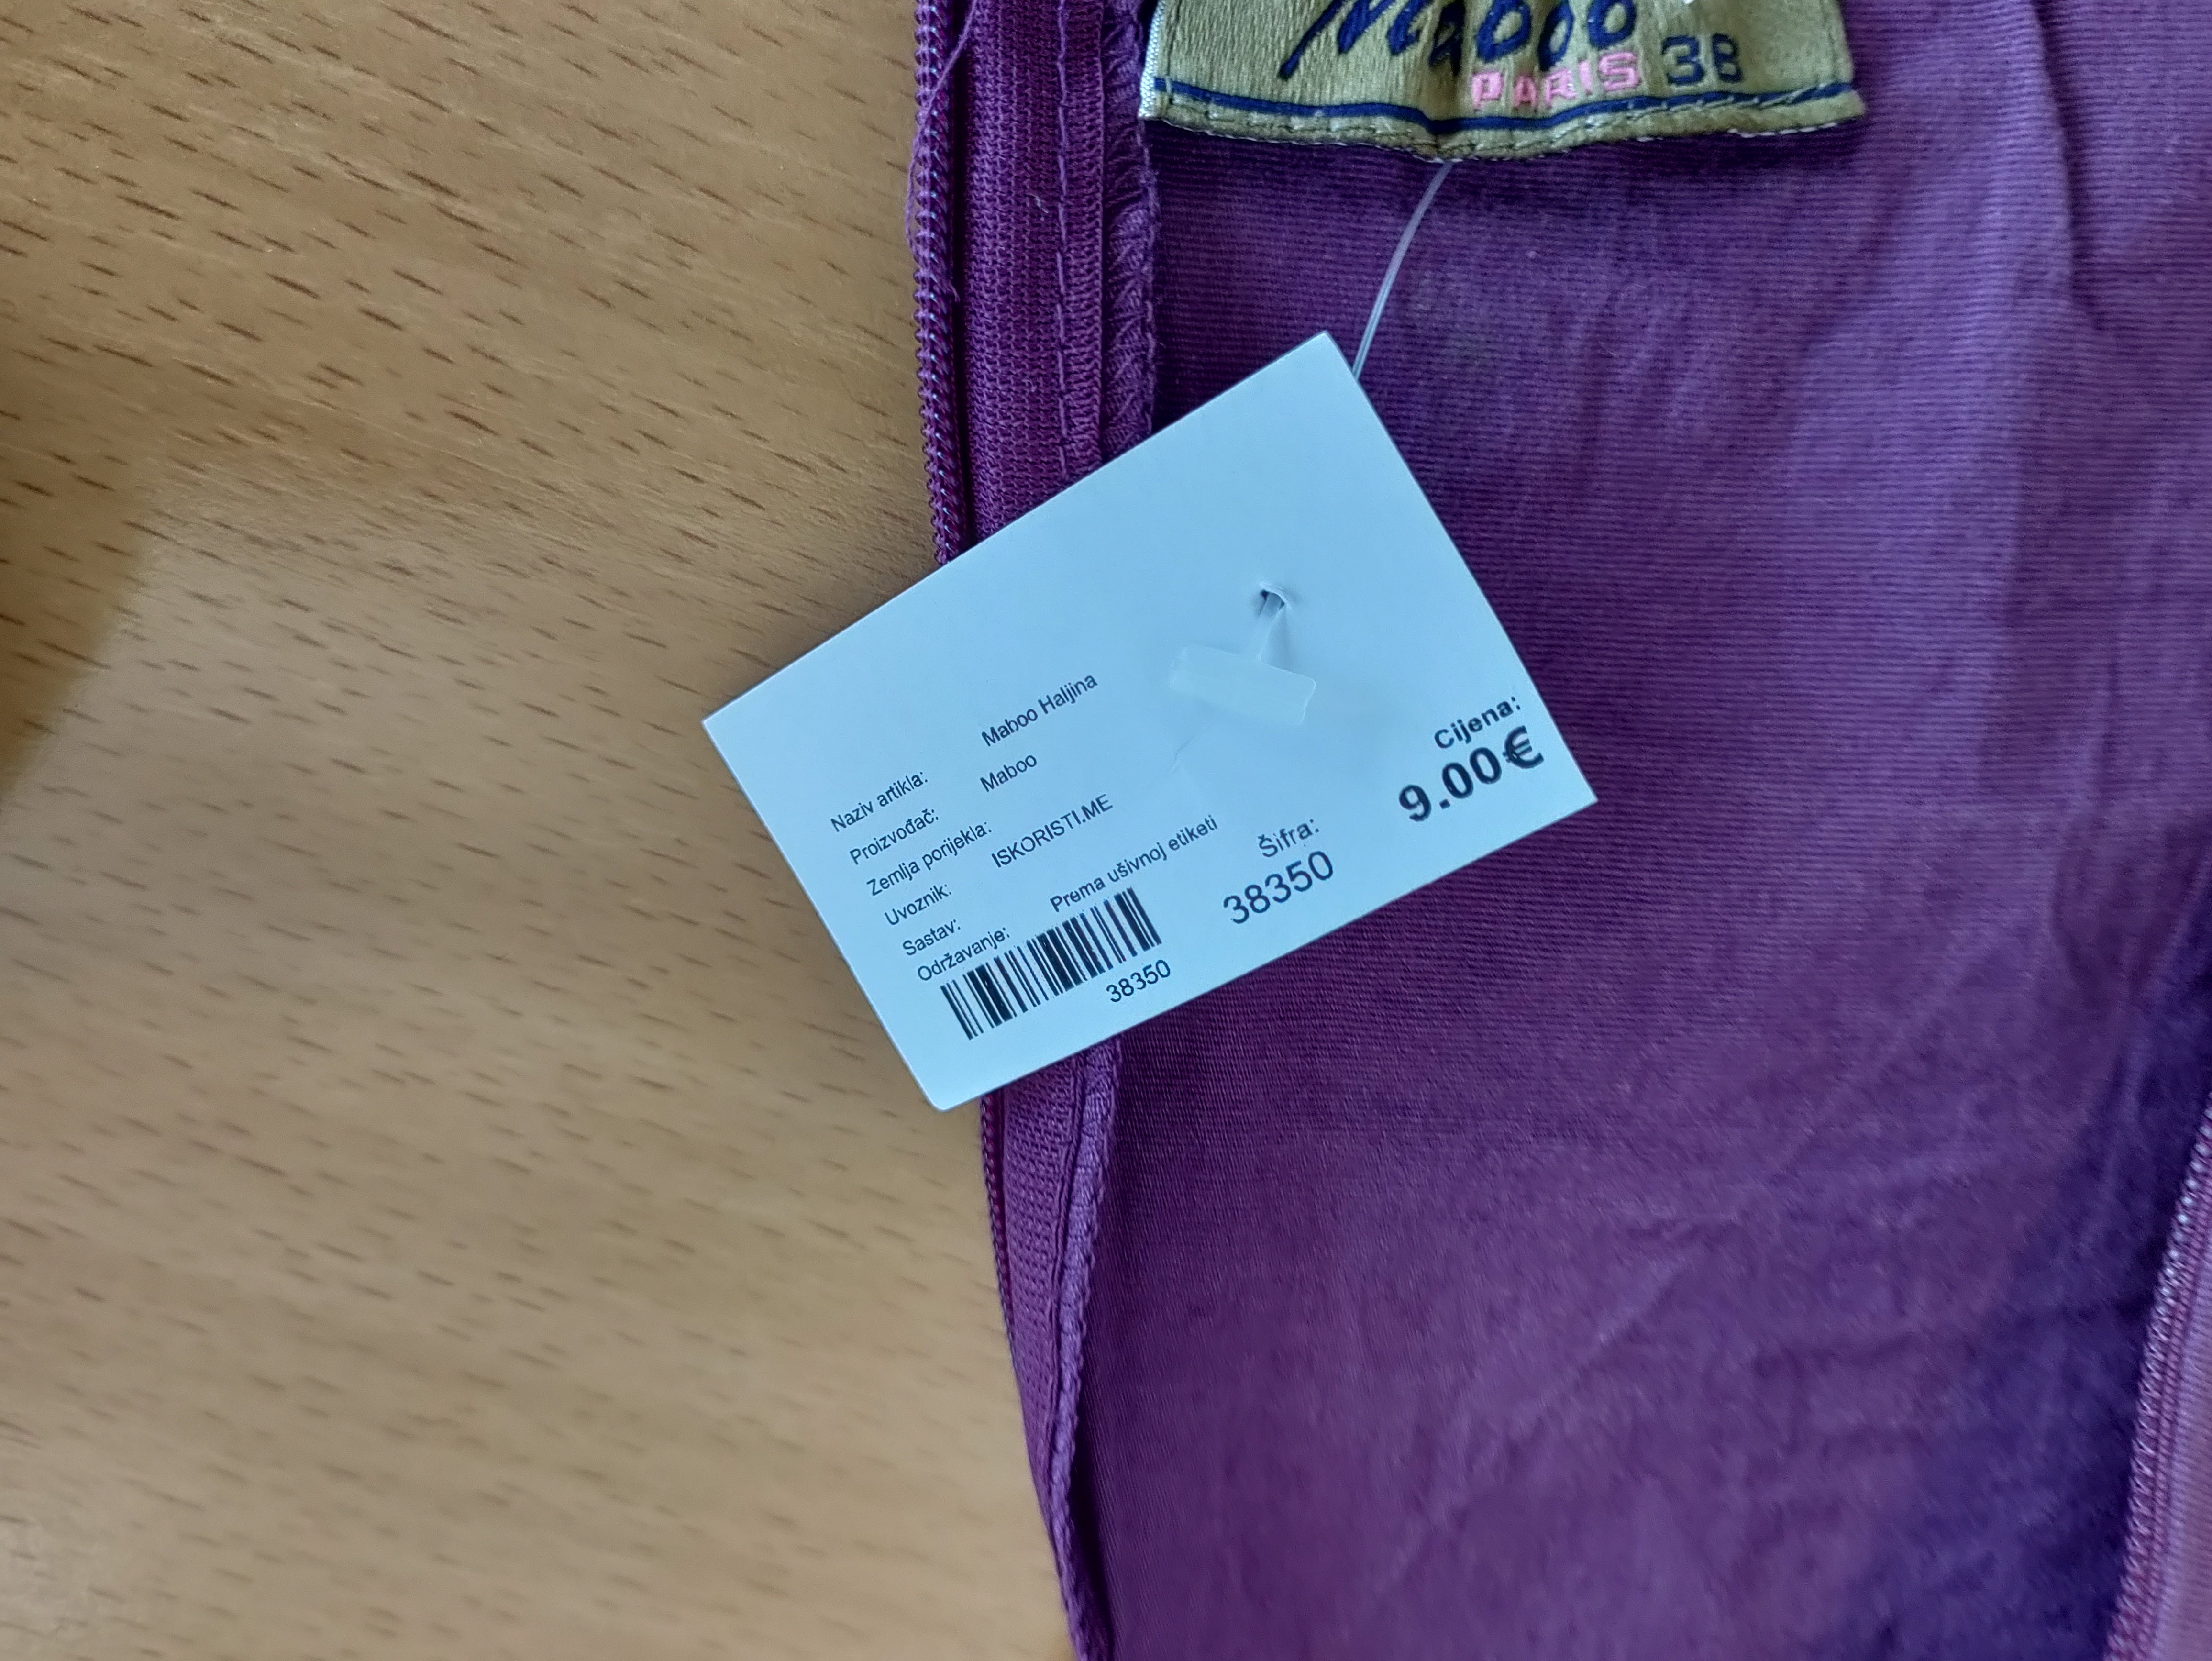 Maboo
PARIS 38
Naziv artikla: Maboo Haljina
Proizvođač: Maboo
Zemlja porijekla:
Uvoznik: ISKORISTI.ME
Sastav:
Održavanje: Prema ušivnoj etiketi
38350
Šifra:
38350
Cijena:
9.00€